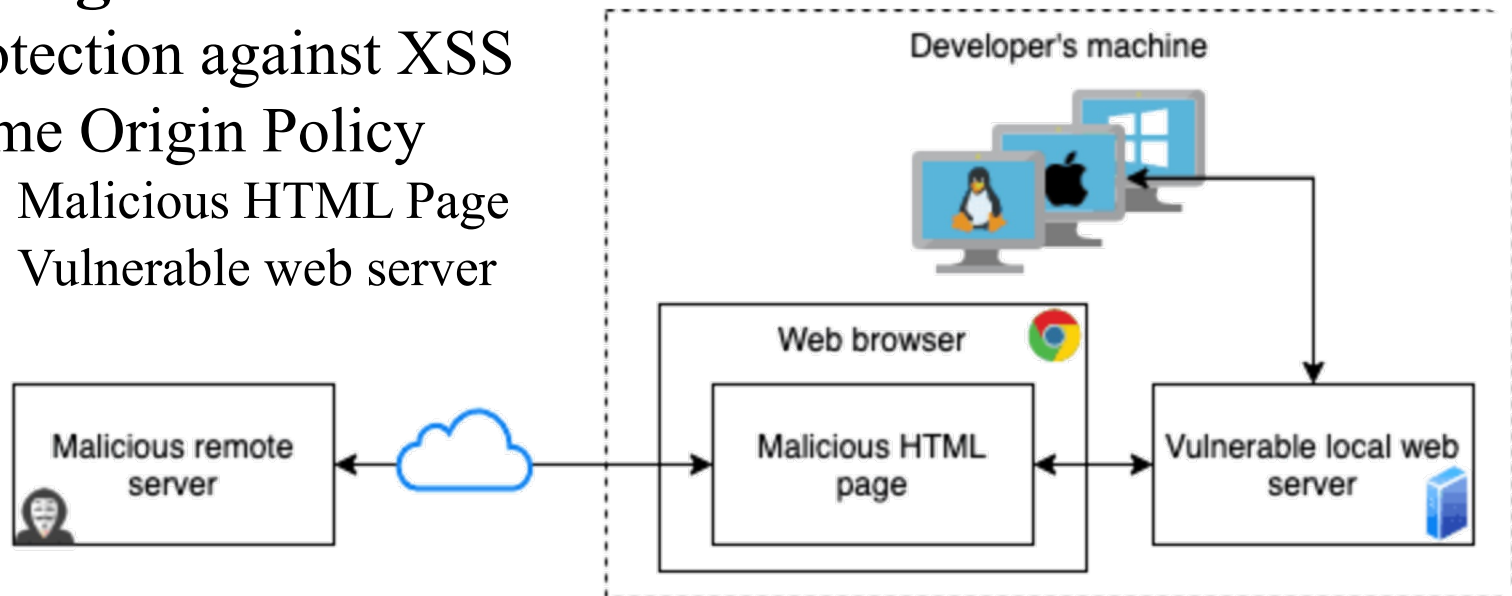 otection against XSS
me Origin Policy
Malicious HTML Page
Vulnerable web server
Developer's machine
Web browser
Malicious remote
server
Malicious HTML
page
Vulnerable local web
server